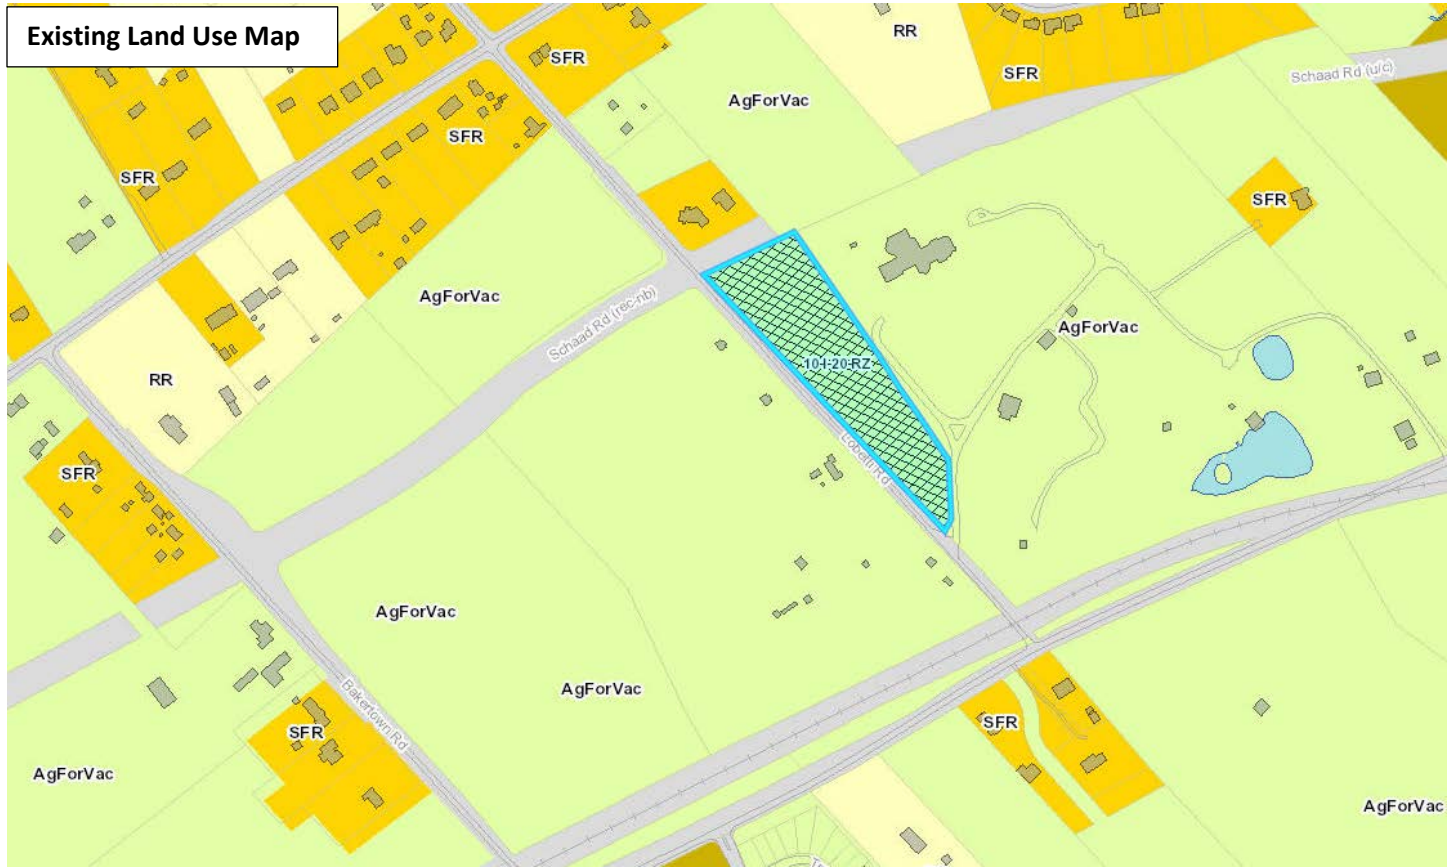 Existing Land Use Map
RR
SFR
SFR
Schaad Rd (u/c)
AgForVac
SFR
SFR
SFR
AgForVac
Schaad Rd (rec-nb)
AgForVac
10-I-20-RZ
RR
Lobetti Rd
SFR
AgForVac
AgForVac
Bakertown Rd
SFR
SFR
AgForVac
AgForVac